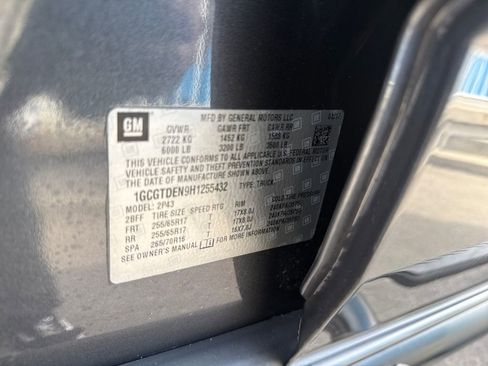 GM
MFD BY GENERAL MOTORS LLC
GVWR GAWR FRT GAWR RR
2722 KG 1452 KG 1588 KG
6000 LB 3200 LB 3500 LB
THIS VEHICLE CONFORMS TO ALL APPLICABLE U.S. FEDERAL MOTOR
VEHICLE SAFETY AND THEFT PREVENTION STANDARDS IN EFFECT ON
THE DATE OF MANUFACTURE SHOWN ABOVE.
1GCGTDEN9H1255432 TYPE: TRUCK
MODEL: 2P43
2BFF TIRE SIZE SPEED RTG RIM
FRT 255/65R17 T 17X8.0J
RR 255/65R17 T 17X8.0J
SPA 265/70R16 T 16X7.0J
SEE OWNER'S MANUAL FOR MORE INFORMATION.